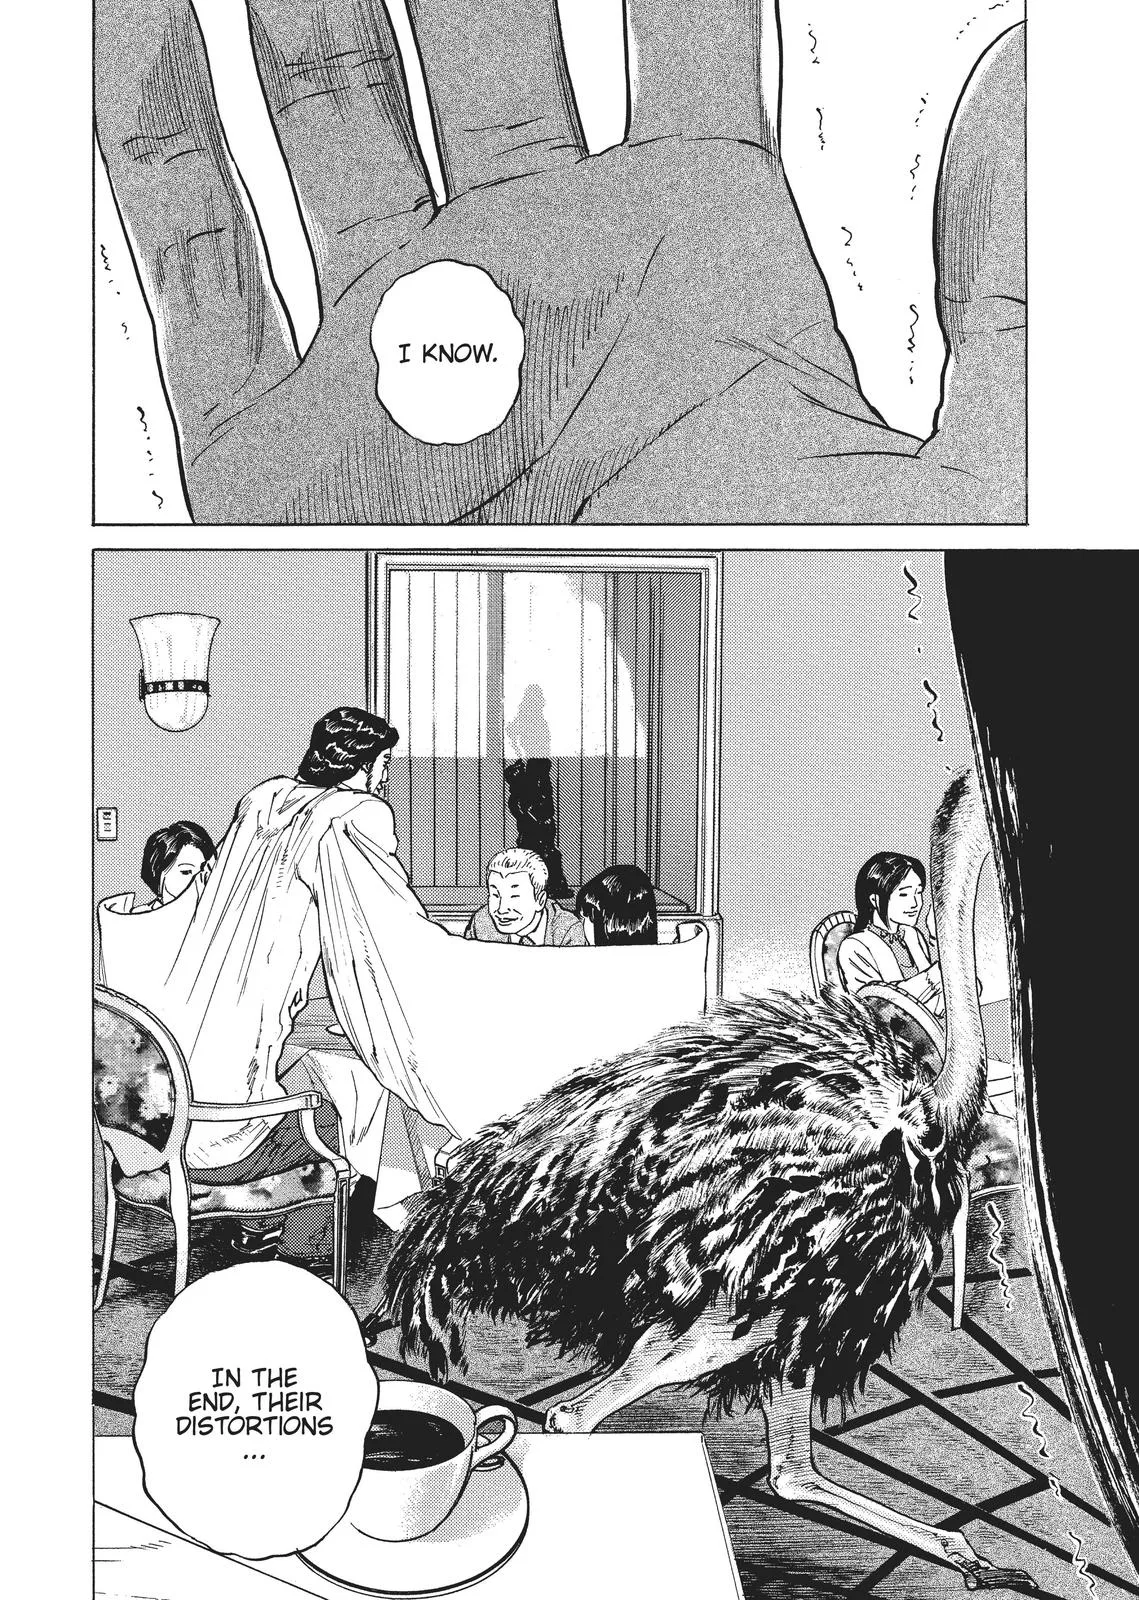 I KNOW.
IN THE
END, THEIR
DISTORTIONS
...